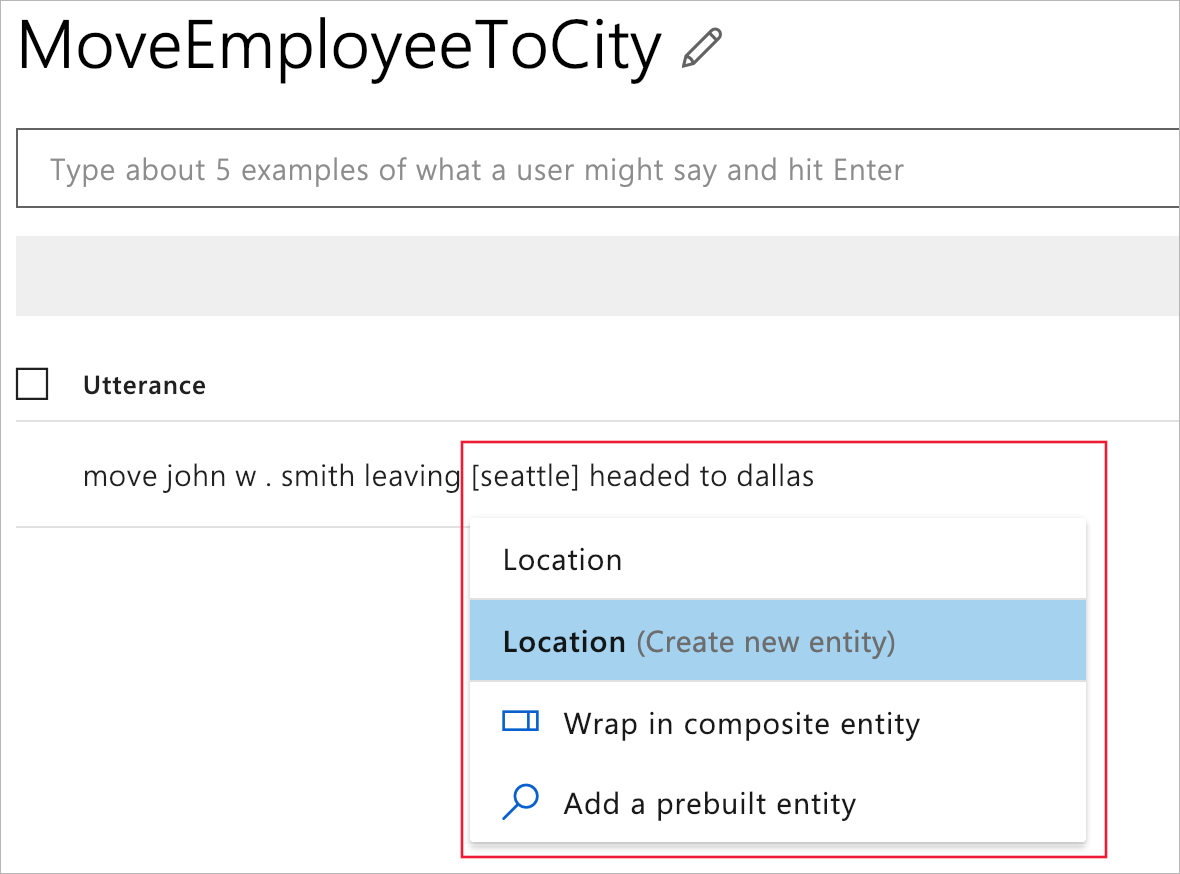 MoveEmployeeToCity
Type about 5 examples of what a user might say and hit Enter
Utterance
move john w . smith leaving [seattle] headed to dallas
Location
Location (Create new entity)
Wrap in composite entity
Add a prebuilt entity